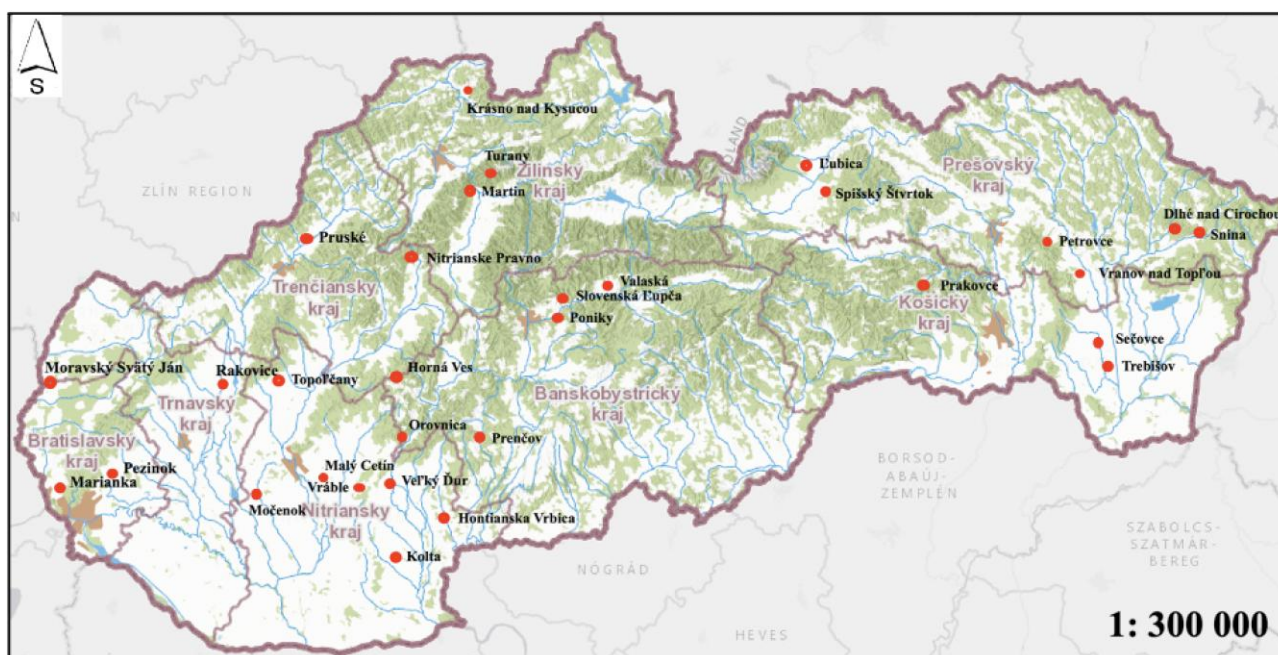 S
Krásno nad Kysucou
Turany
Žilinský
kraj
Martin
ZLÍN REGION
Ľubica
Prešovský
kraj
Spišský Štvrtok
Dlhé nad Cirochou
Snina
Pruské
Petrovce
Nitrianske Pravno
Vranov nad Topľou
Trenčiansky
kraj
Valaská
Slovenská Ľupča
Poniky
Prakovce
Košický
kraj
Sečovce
Trebišov
Moravský Svätý Ján
Rakovice
Topoľčany
Horná Ves
Trnavský
kraj
Banskobystrický
kraj
Bratislavsky
kraj
Orovnica
Prenčov
Pezinok
Marianka
Malý Cetín
Vráble
Veľký Ďur
Močenok
Nitriansky
kraj
Hontianska Vrbica
Kolta
BORSOD-
ABAÚJ-
ZEMPLÉN
SZABOLCS-
SZATMÁR-
BEREG
NÓGRÁD
HEVES
1: 300 000